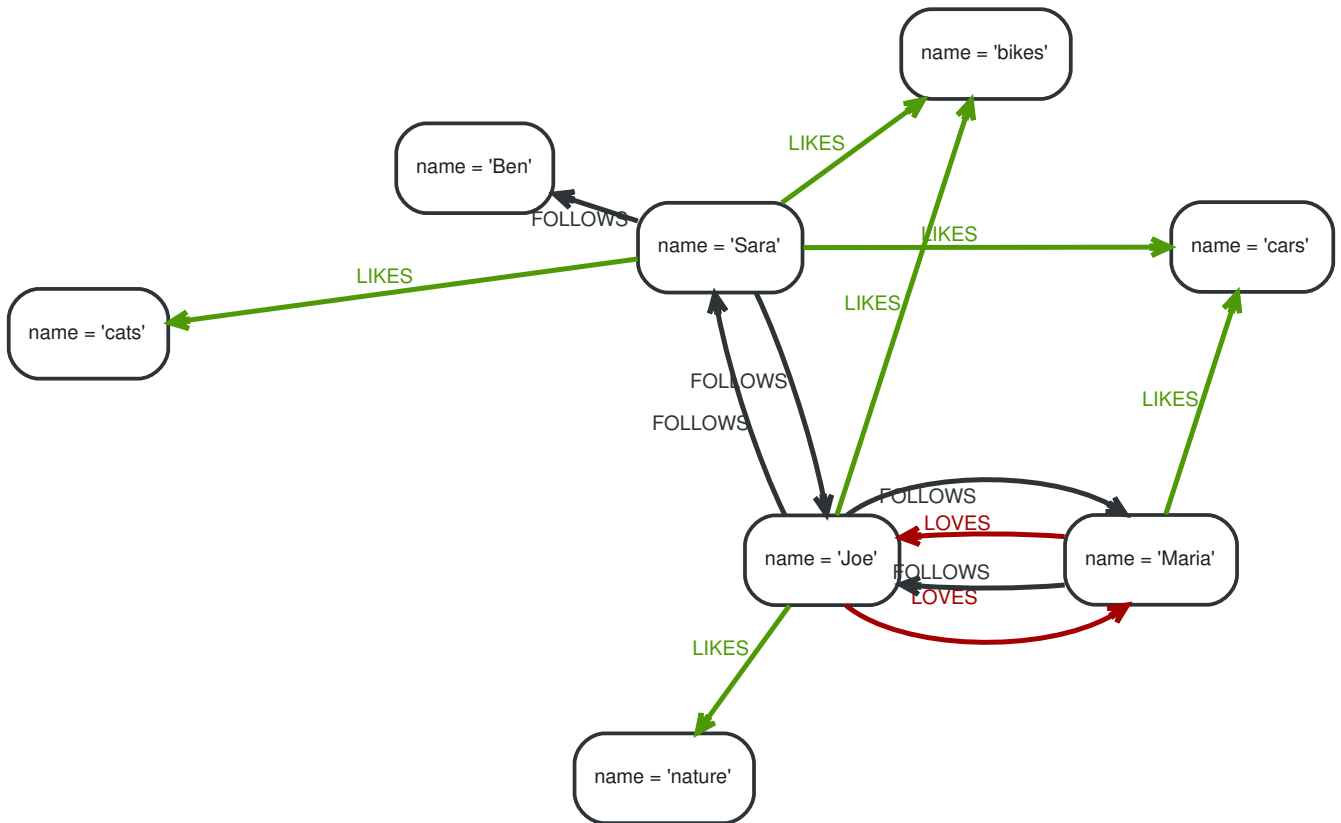 name = 'bikes'
LIKES
name = 'Ben'
FOLLOWS
name = 'Sara'
LIKES
name = 'cars'
LIKES
LIKES
name = 'cats'
FOLLOWS
LIKES
FOLLOWS
FOLLOWS
LOVES
name = 'Joe'
name = 'Maria'
FOLLOWS
LOVES
LIKES
name = 'nature'